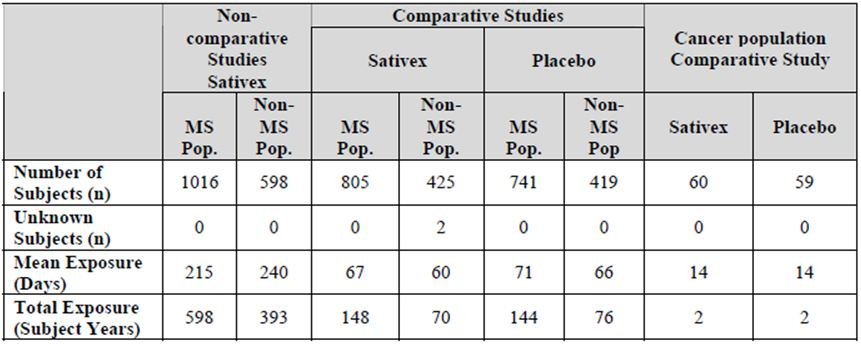 Non-
comparative
Studies
Sativex
Comparative Studies
Cancer population
Comparative Study
Sativex
Placebo
MS
Pop.
Non-
MS
Pop.
MS
Pop.
Non-
MS
Pop.
MS
Pop.
Non-
MS
Pop
Sativex
Placebo
Number of
Subjects (n)
1016 598 805 425 741 419 60 59
Unknown
Subjects (n)
0 0 0 2 0 0 0 0
Mean Exposure
(Days)
215 240 67 60 71 66 14 14
Total Exposure
(Subject Years)
598 393 148 70 144 76 2 2